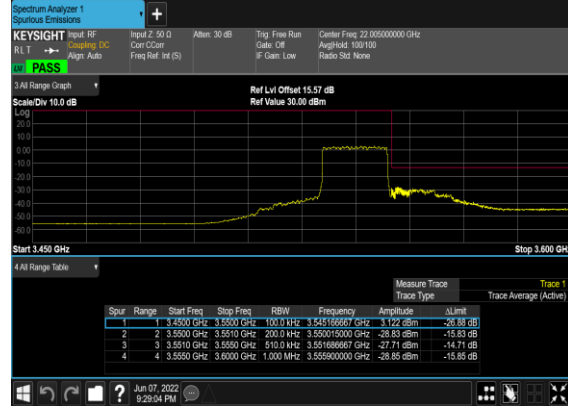 Spectrum Analyzer 1
Spurious Emissions
KEYSIGHT Input: RF Input Z: 50 Ω Atten: 30 dB Trig: Free Run Center Freq: 22.005000000 GHz
RLT Coupling: DC Corr CCorr Gate: Off Avg|Hold: 100/100
Align: Auto Freq Ref: Int (S) IF Gain: Low Radio Std: None
PASS
3 All Range Graph
Ref Lvl Offset 15.57 dB
Scale/Div 10.0 dB Ref Value 30.00 dBm
Log
20.0
10.0
0.00
-10.0
-20.0
-30.0
-40.0
-50.0
-60.0
Start 3.450 GHz Stop 3.600 GH
4 All Range Table
Measure Trace Trace 1
Trace Type Trace Average (Active)
Spur Range Start Freq Stop Freq RBW Frequency Amplitude ΔLimit
1 1 3.4500 GHz 3.5500 GHz 100.0 kHz 3.545166667 GHz 3.122 dBm -26.88 dB
2 2 3.5500 GHz 3.5510 GHz 200.0 kHz 3.550015000 GHz -28.83 dBm -15.83 dB
3 3 3.5510 GHz 3.5550 GHz 510.0 kHz 3.551686667 GHz -27.71 dBm -14.71 dB
4 4 3.5550 GHz 3.6000 GHz 1.000 MHz 3.555900000 GHz -28.85 dBm -15.85 dB
? Jun 07, 2022
9:29:04 PM